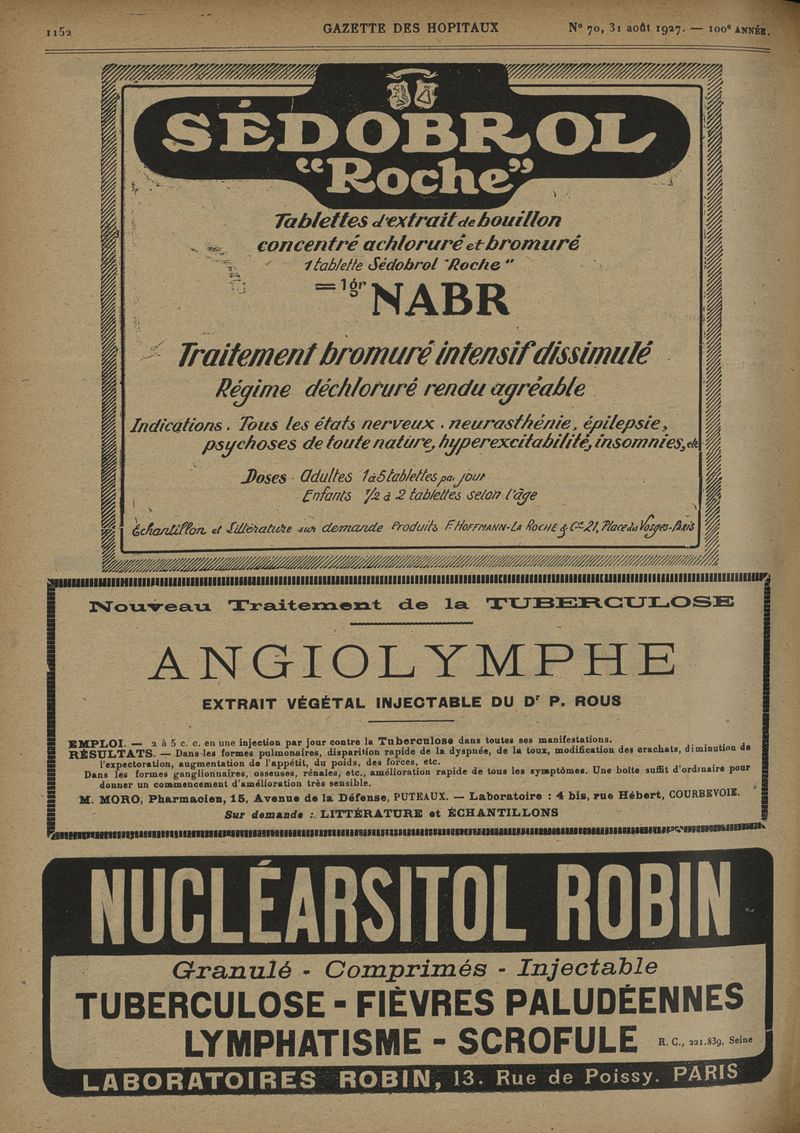 1152 GAZETTE DES HOPITAUX N° 70, 31 août 1927. — 100e ANNÉE.
SÉDOBROL
"Roche"
Tablettes d'extrait de bouillon
concentré achloruré et bromuré
1 tablette Sédobrol "Roche"
= 1 gr NABR
Traitement bromuré intensif dissimulé
Régime déchloruré rendu agréable
Indications. Tous les états nerveux. neurasthénie, épilepsie,
psychoses de toute nature, hyperexcitabilité, insomnies, etc
Doses. Adultes 1 à 5 tablettes par jour
Enfants 1/2 à 2 tablettes selon l'âge
Échantillon et Littérature sur demande Produits F. HOFFMANN-LA ROCHE & Cie 21, Place des Vosges-Paris
Nouveau Traitement de la TUBERCULOSE
ANGIOLYMPHE
EXTRAIT VÉGÉTAL INJECTABLE DU Dr P. ROUS
EMPLOI. — 2 à 5 c. c. en une injection par jour contre la Tuberculose dans toutes ses manifestations.
RÉSULTATS. — Dans les formes pulmonaires, disparition rapide de la dyspnée, de la toux, modification des crachats, diminution de
l'expectoration, augmentation de l'appétit, du poids, des forces, etc.
Dans les formes ganglionnaires, osseuses, rénales, etc., amélioration rapide de tous les symptômes. Une boîte suffit d'ordinaire pour
donner un commencement d'amélioration très sensible.
M. MORO, Pharmacien, 15, Avenue de la Défense, PUTEAUX. — Laboratoire : 4 bis, rue Hébert, COURBEVOIE.
Sur demande : LITTÉRATURE et ÉCHANTILLONS
NUCLÉARSITOL ROBIN
Granulé - Comprimés - Injectable
TUBERCULOSE - FIÈVRES PALUDÉENNES
LYMPHATISME - SCROFULE R. C., 221.839, Seine
LABORATOIRES ROBIN, 13. Rue de Poissy. PARIS